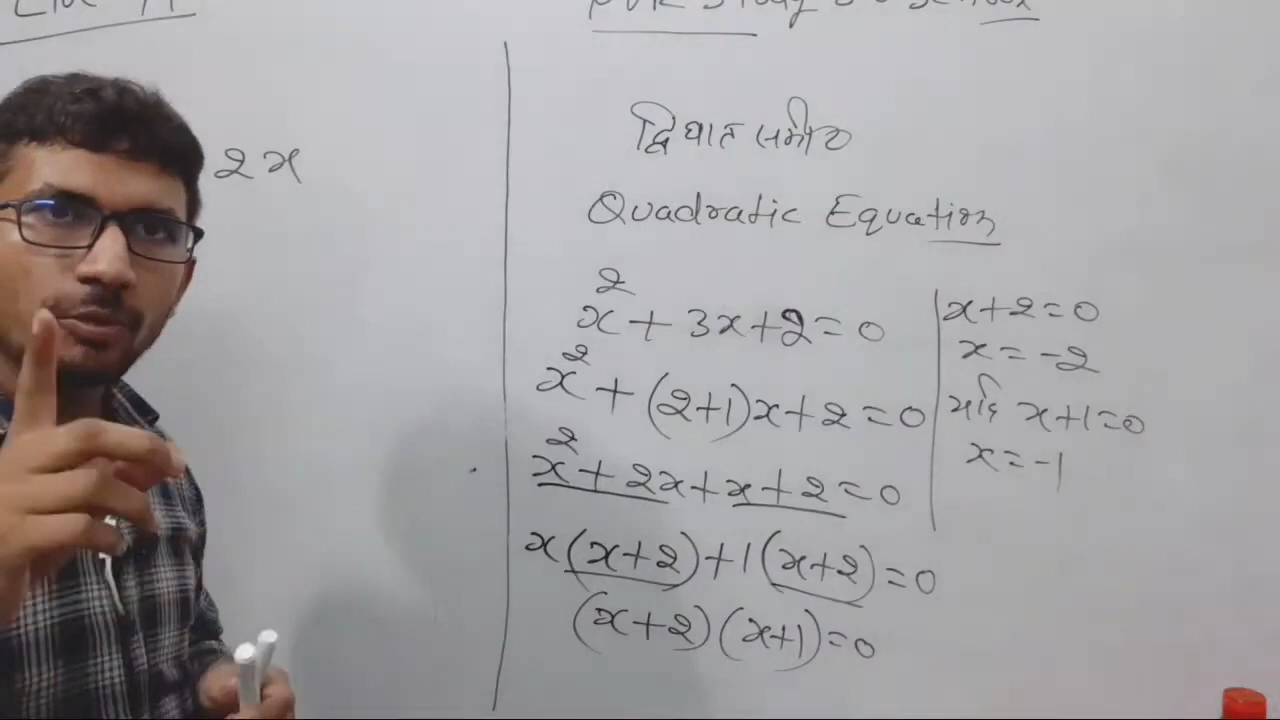 2x
द्विघात समी०
Quadratic Equation
x² + 3x + 2 = 0
x² + (2+1)x + 2 = 0
x² + 2x + x + 2 = 0
x(x+2) + 1(x+2) = 0
(x+2)(x+1) = 0
x + 2 = 0
x = -2
यदि x + 1 = 0
x = -1